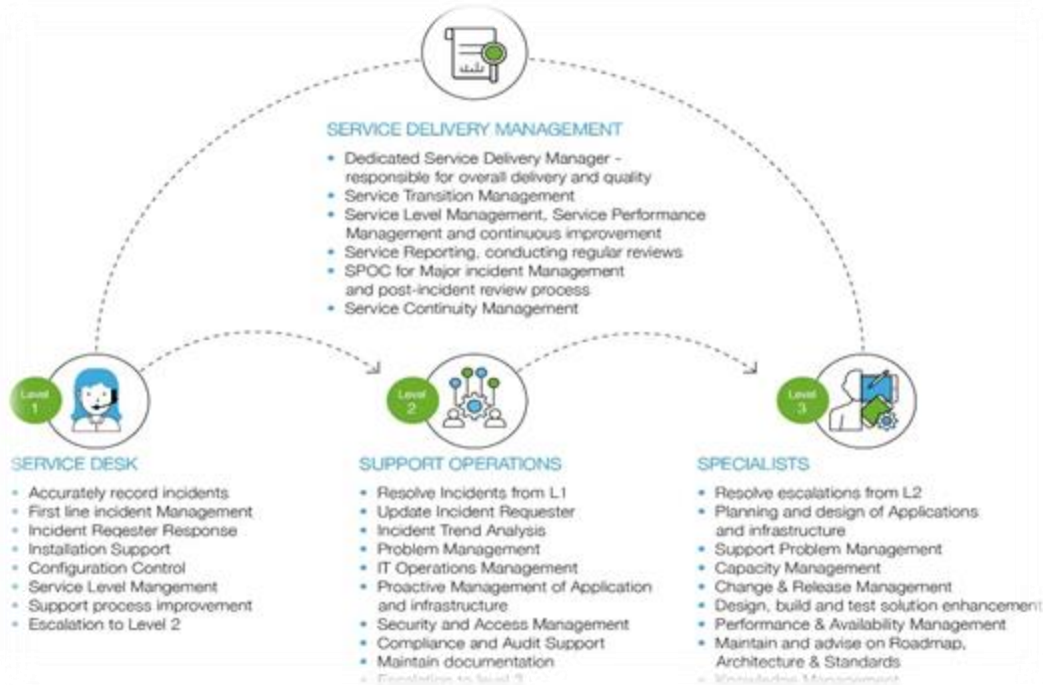 SERVICE DELIVERY MANAGEMENT
• Dedicated Service Delivery Manager -
responsible for overall delivery and quality
• Service Transition Management
• Service Level Management, Service Performance
Management and continuous improvement
• Service Reporting, conducting regular reviews
• SPOC for Major incident Management
and post-incident review process
• Service Continuity Management
Level
1
SERVICE DESK
• Accurately record incidents
• First line incident Management
• Incident Reqester Response
• Installation Support
• Configuration Control
• Service Level Mangement
• Support process improvement
• Escalation to Level 2
Level
2
SUPPORT OPERATIONS
• Resolve Incidents from L1
• Update Incident Requester
• Incident Trend Analysis
• Problem Management
• IT Operations Management
• Proactive Management of Application
and infrastructure
• Security and Access Management
• Compliance and Audit Support
• Maintain documentation
• Escalation to level 3
Level
3
SPECIALISTS
• Resolve escalations from L2
• Planning and design of Applications
and infrastructure
• Support Problem Management
• Capacity Management
• Change & Release Management
• Design, build and test solution enhancement
• Performance & Availability Management
• Maintain and advise on Roadmap,
Architecture & Standards
• Knowledge Management